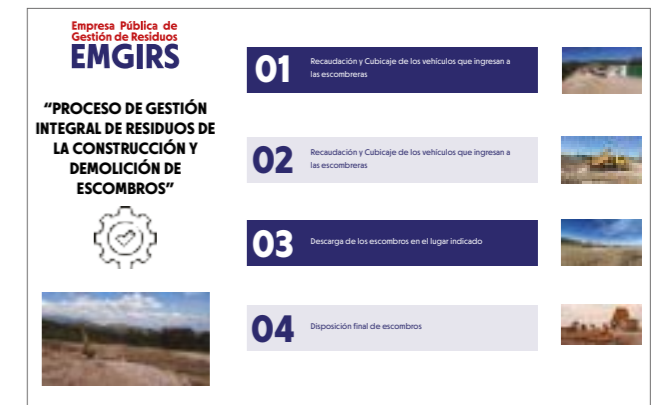 Empresa Pública de
Gestión de Residuos
EMGIRS
"PROCESO DE GESTIÓN
INTEGRAL DE RESIDUOS DE
LA CONSTRUCCIÓN Y
DEMOLICIÓN DE
ESCOMBROS"
01
Recaudación y Cubicaje de los vehículos que ingresan a
las escombreras
02
Recaudación y Cubicaje de los vehículos que ingresan a
las escombreras
03
Descarga de los escombros en el lugar indicado
04
Disposición final de escombros